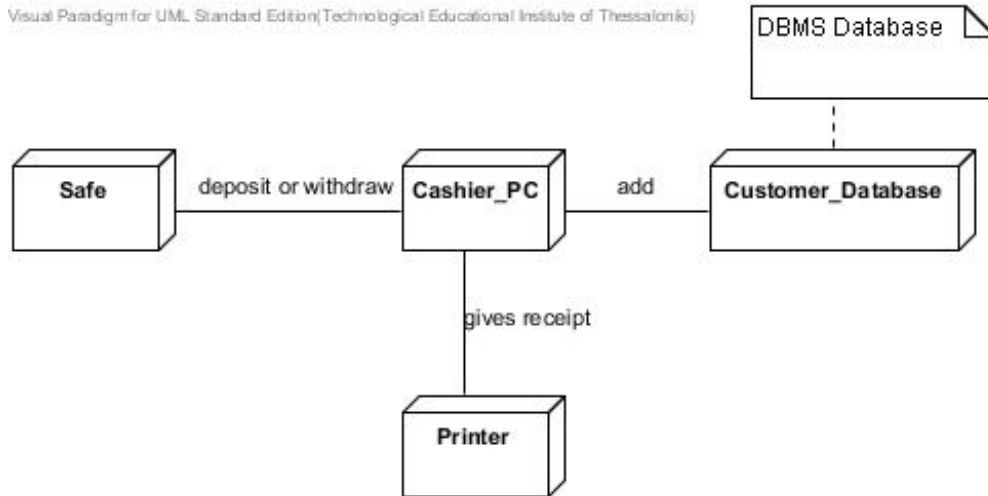 Visual Paradigm for UML Standard Edition(Technological Educational Institute of Thessaloniki)
DBMS Database
Safe
deposit or withdraw
Cashier_PC
add
Customer_Database
gives receipt
Printer